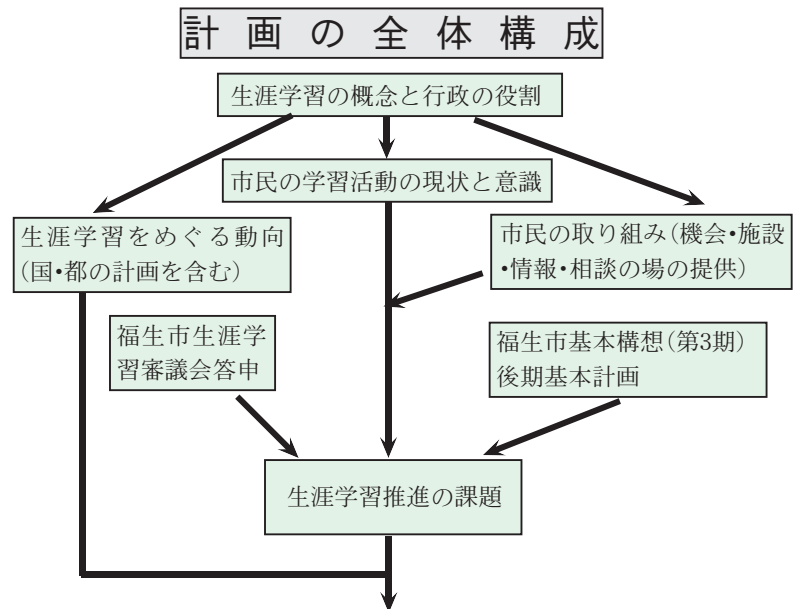 計画の全体構成
生涯学習の概念と行政の役割
市民の学習活動の現状と意識
生涯学習をめぐる動向
(国・都の計画を含む)
市民の取り組み(機会・施設
・情報・相談の場の提供)
福生市生涯学
習審議会答申
福生市基本構想(第3期)
後期基本計画
生涯学習推進の課題